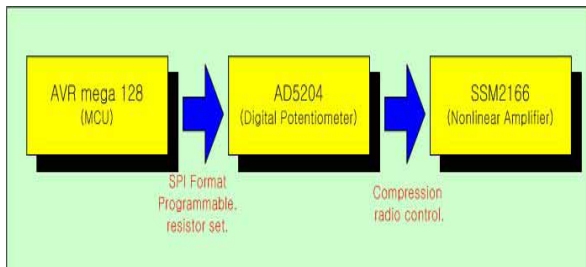 AVR mega 128
(MCU)
AD5204
(Digital Potentiometer)
SSM2166
(Nonlinear Amplifier)
SPI Format
Programmable.
resistor set.
Compression
radio control.